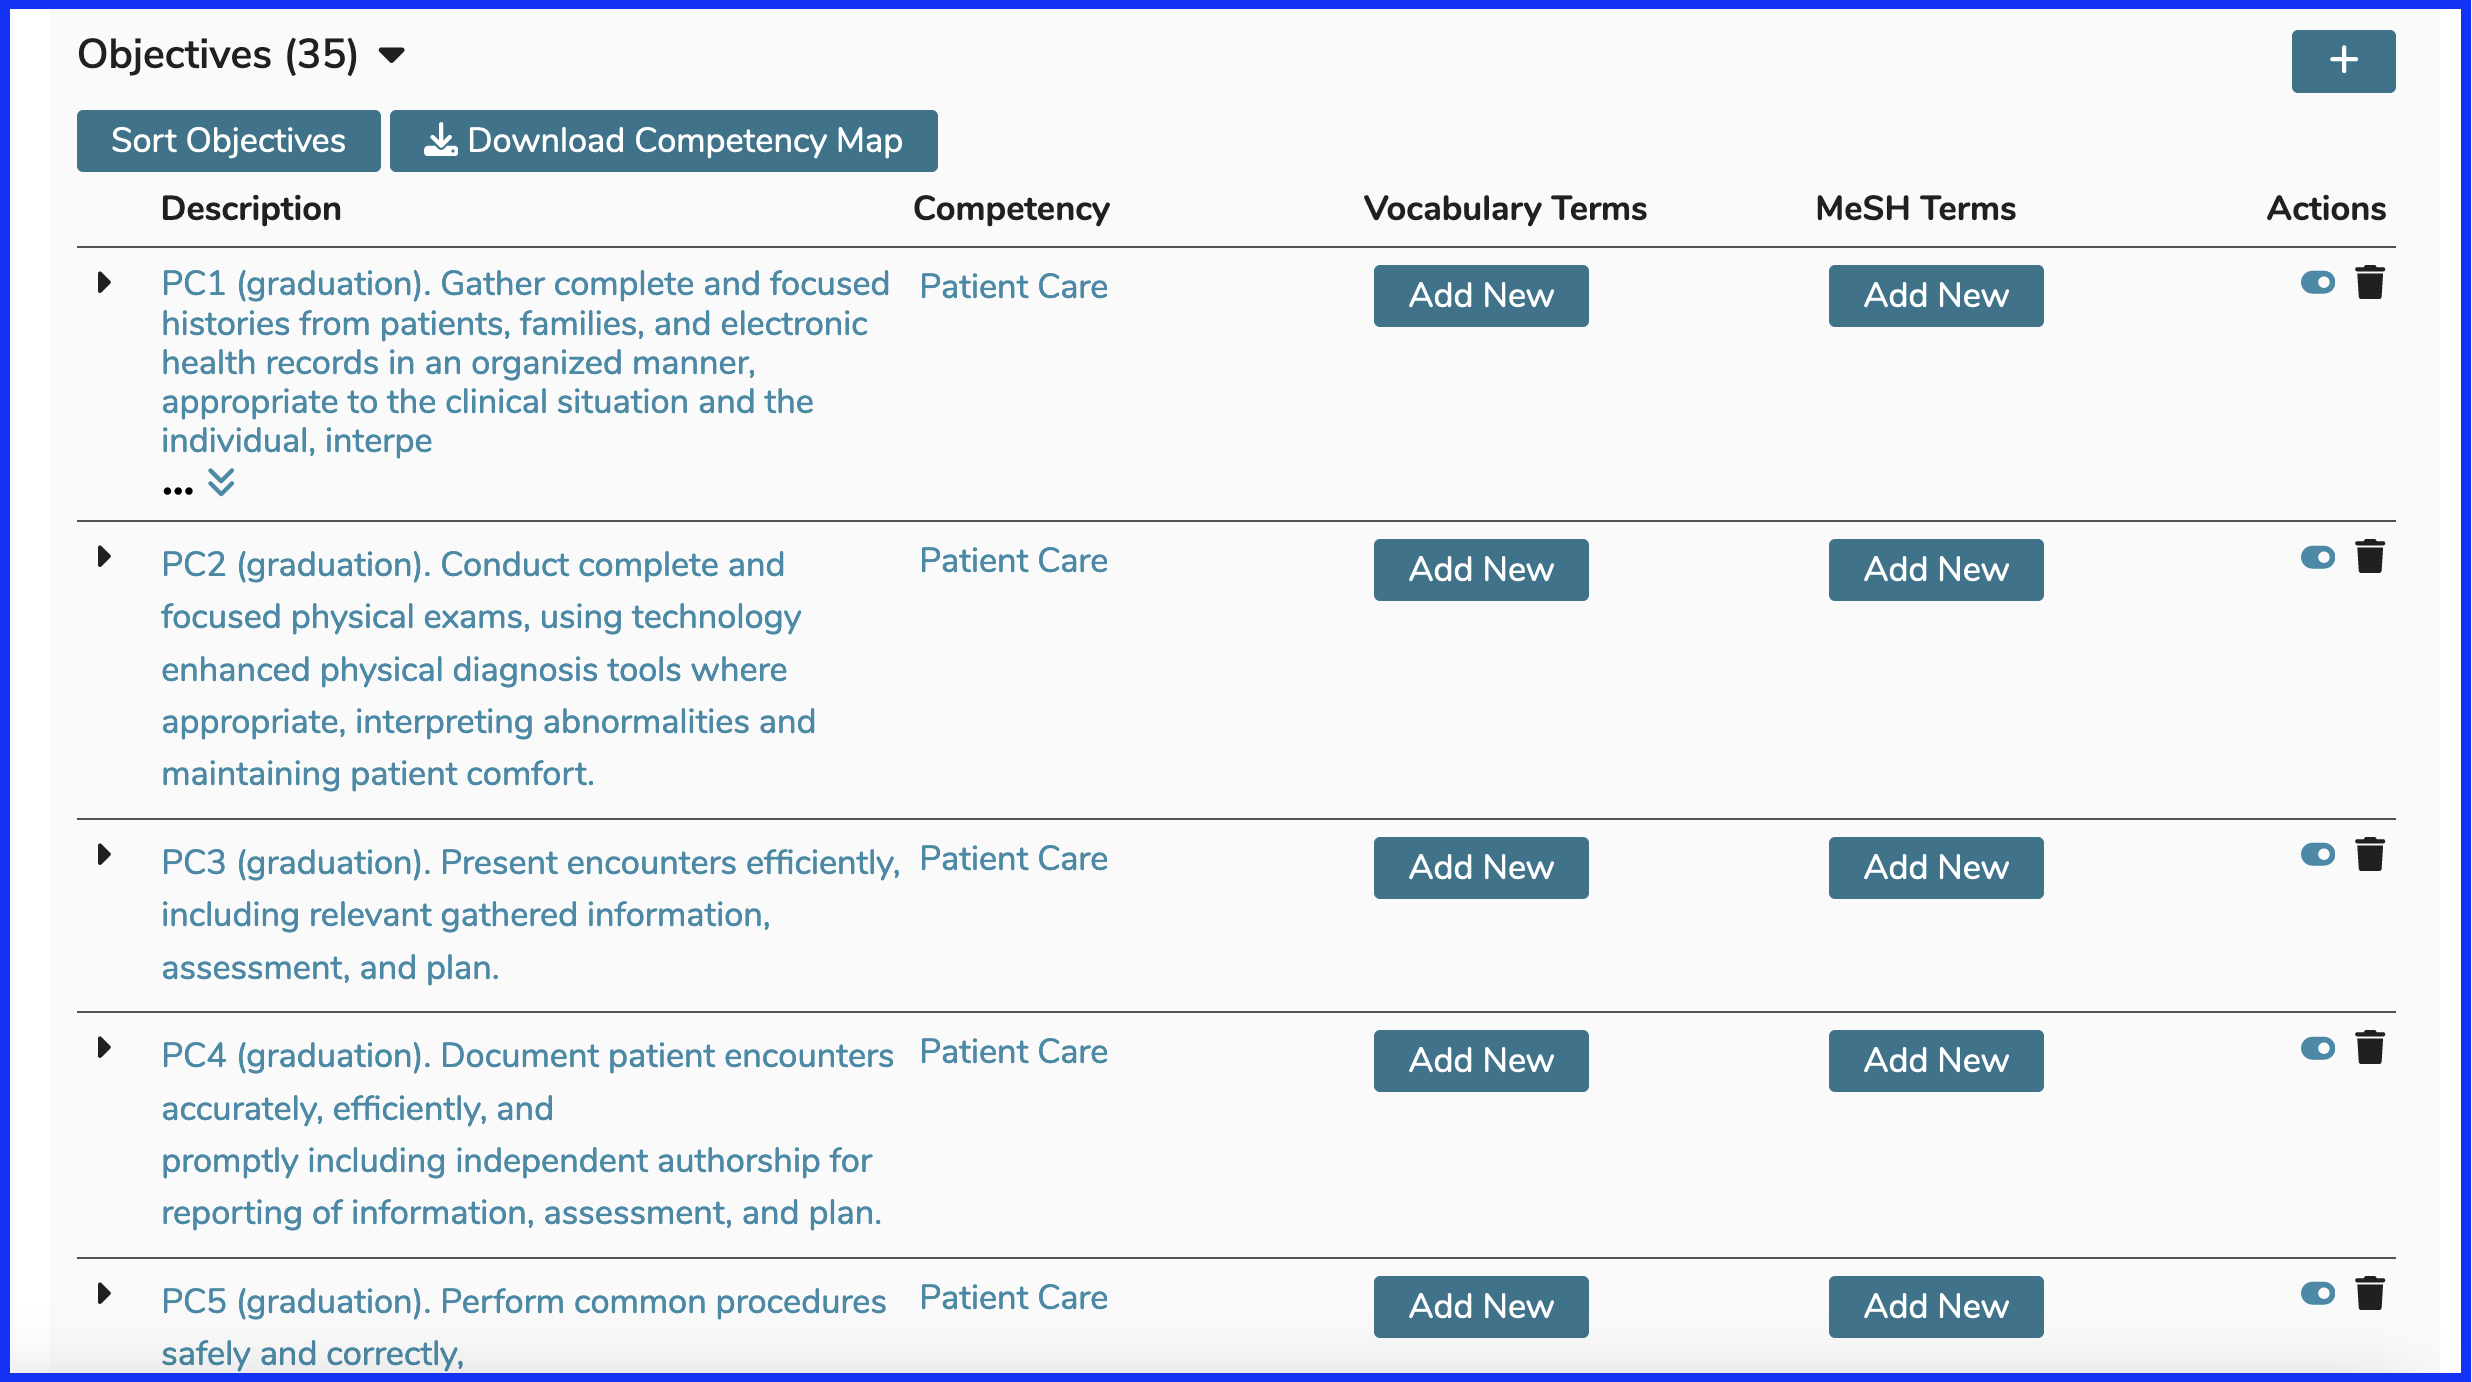 Objectives (35)
+
Sort Objectives
Download Competency Map
Description Competency Vocabulary Terms MeSH Terms Actions
PC1 (graduation). Gather complete and focused Patient Care Add New Add New
histories from patients, families, and electronic
health records in an organized manner,
appropriate to the clinical situation and the
individual, interpe
...
PC2 (graduation). Conduct complete and Patient Care Add New Add New
focused physical exams, using technology
enhanced physical diagnosis tools where
appropriate, interpreting abnormalities and
maintaining patient comfort.
PC3 (graduation). Present encounters efficiently, Patient Care Add New Add New
including relevant gathered information,
assessment, and plan.
PC4 (graduation). Document patient encounters Patient Care Add New Add New
accurately, efficiently, and
promptly including independent authorship for
reporting of information, assessment, and plan.
PC5 (graduation). Perform common procedures Patient Care Add New Add New
safely and correctly,